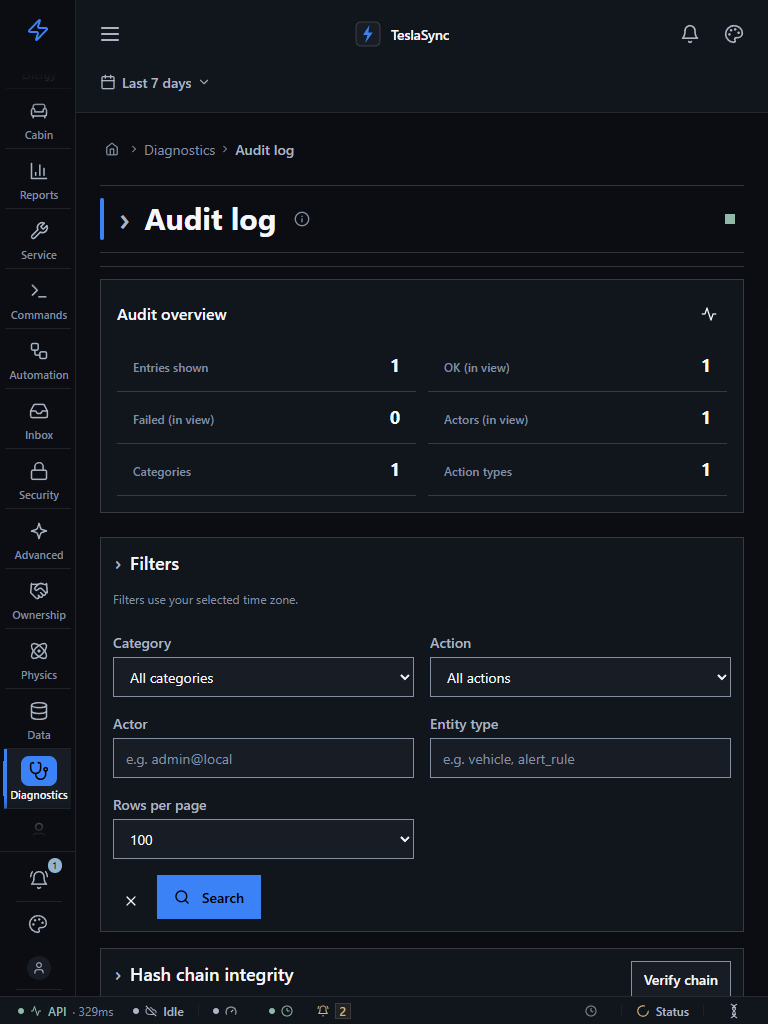 TeslaSync
Last 7 days
Energy
Cabin
Reports
Service
Commands
Automation
Inbox
Security
Advanced
Ownership
Physics
Data
Diagnostics
1
Diagnostics > Audit log
Audit log
Audit overview
Entries shown 1
OK (in view) 1
Failed (in view) 0
Actors (in view) 1
Categories 1
Action types 1
Filters
Filters use your selected time zone.
Category Action
All categories All actions
Actor Entity type
e.g. admin@local e.g. vehicle, alert_rule
Rows per page
100
Search
Hash chain integrity
Verify chain
API · 329ms Idle 2 Status